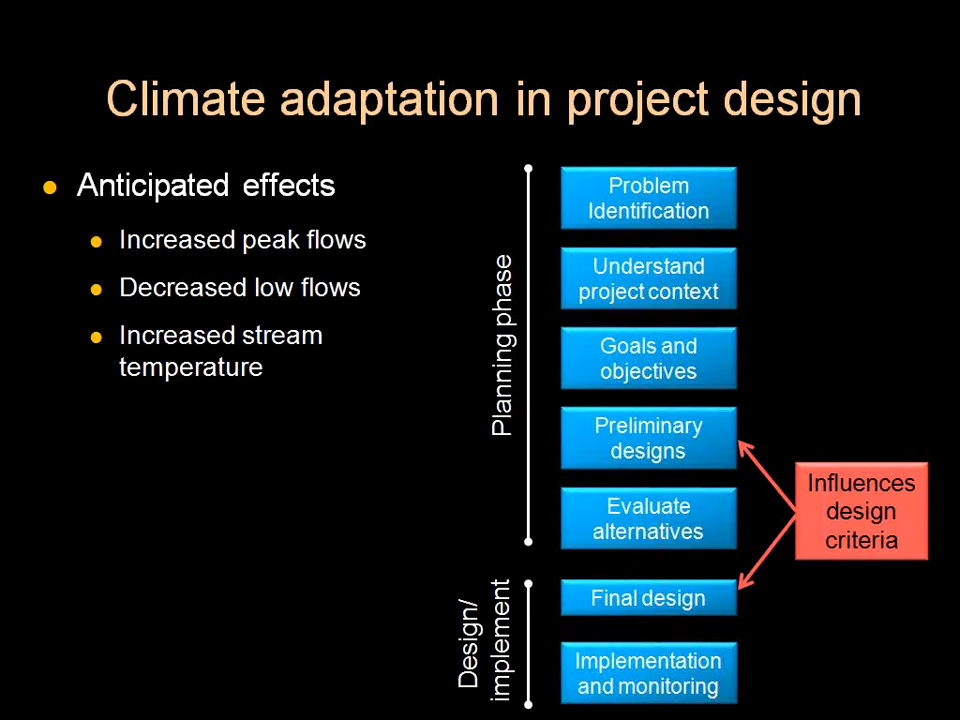 Climate adaptation in project design
Anticipated effects
Increased peak flows
Decreased low flows
Increased stream
temperature
Planning phase
Problem
Identification
Understand
project context
Goals and
objectives
Preliminary
designs
Evaluate
alternatives
Influences
design
criteria
Design/
implement
Final design
Implementation
and monitoring